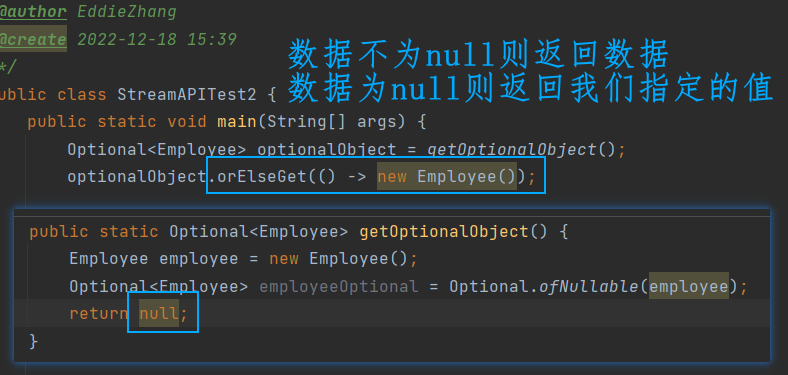 @author EddieZhang
@create 2022-12-18 15:39
*/
public class StreamAPITest2 {
数据不为null则返回数据
数据为null则返回我们指定的值
public static void main(String[] args) {
Optional<Employee> optionalObject = getOptionalObject();
optionalObject.orElseGet(() -> new Employee());
public static Optional<Employee> getOptionalObject() {
Employee employee = new Employee();
Optional<Employee> employeeOptional = Optional.ofNullable(employee);
return null;
}